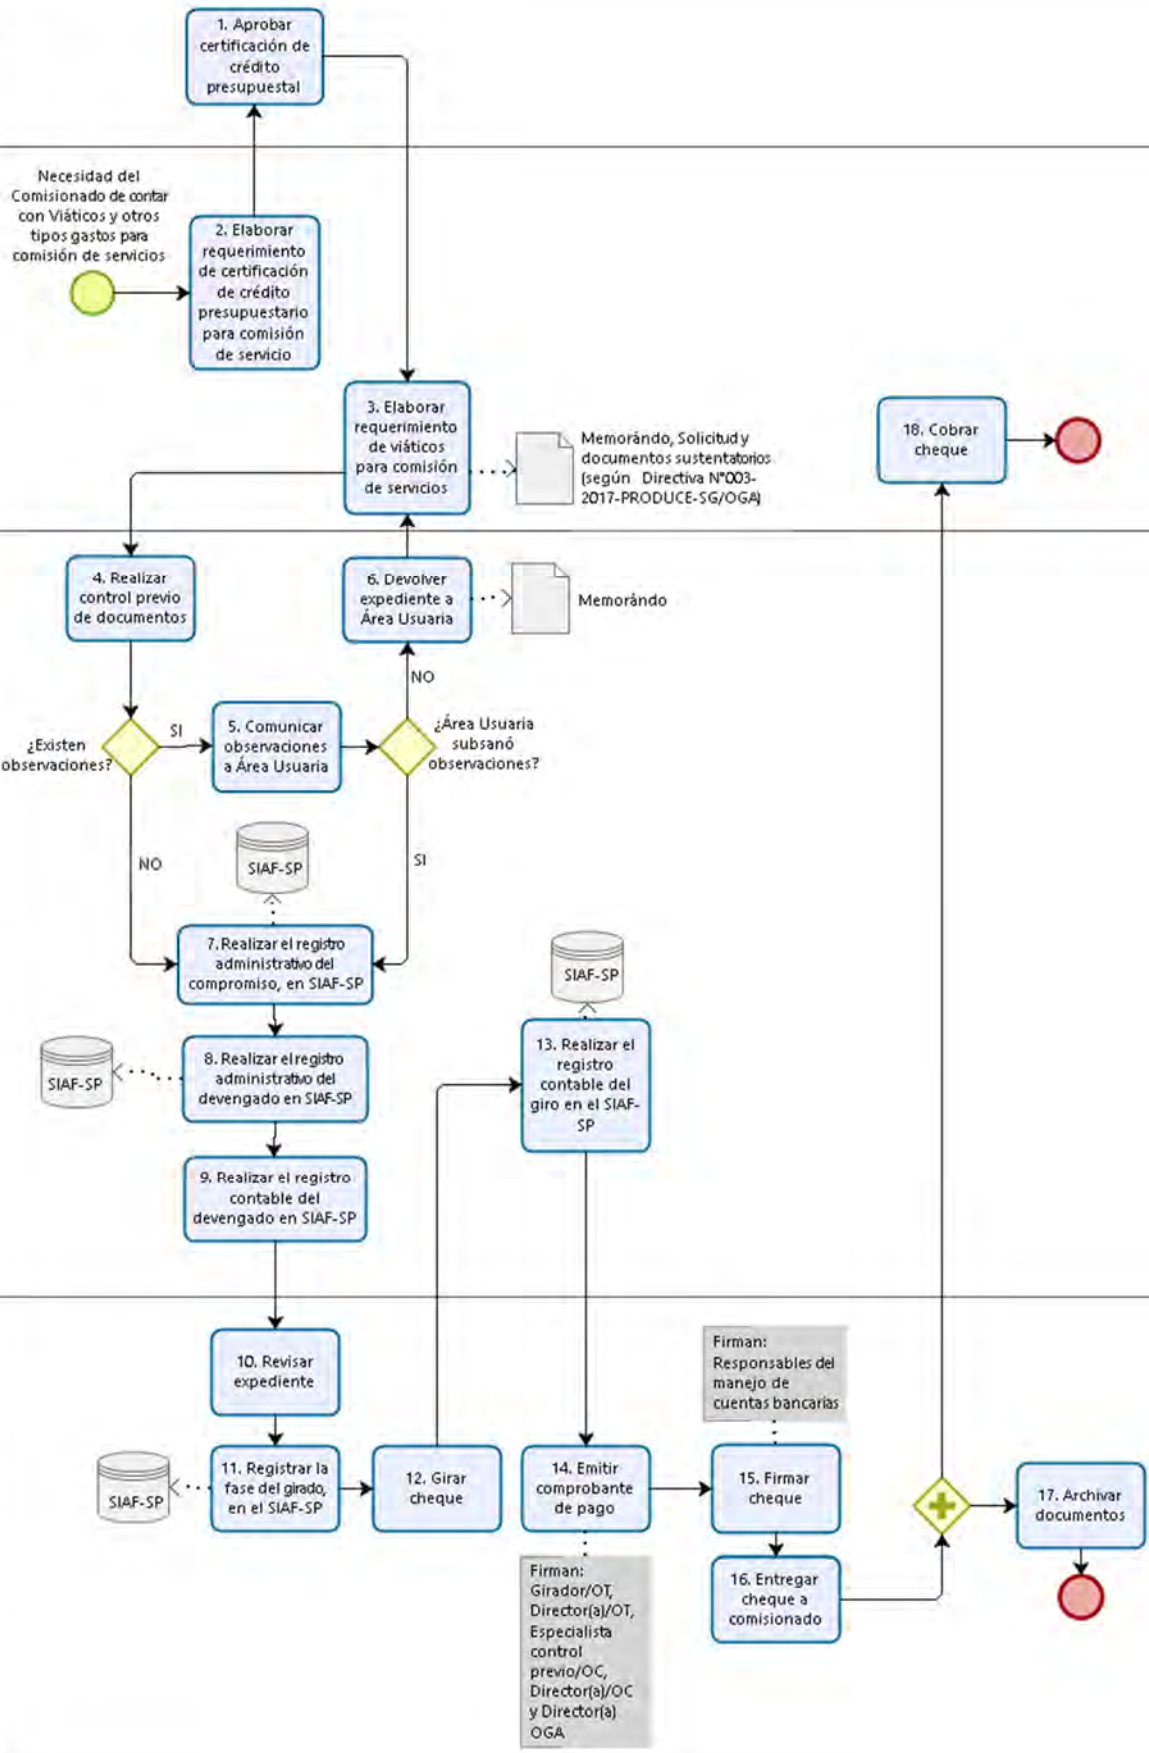 1. Aprobar
certificación de
crédito
presupuestal
Necesidad del
Comisionado de contar
con Viáticos y otros
tipos gastos para
comisión de servicios
2. Elaborar
requerimiento
de certificación
de crédito
presupuestario
para comisión
de servicio
3. Elaborar
requerimiento
de viáticos
para comisión
de servicios
Memorándo, Solicitud y
documentos sustentatorios
(según Directiva N°003-
2017-PRODUCE-SG/OGA)
18. Cobrar
cheque
4. Realizar
control previo
de documentos
6. Devolver
expediente a
Área Usuaria
Memorándo
NO
¿Existen
observaciones?
SI
5. Comunicar
observaciones
a Área Usuaria
¿Área Usuaria
subsanó
observaciones?
NO
SIAF-SP
SI
7. Realizar el registro
administrativo del
compromiso, en SIAF-SP
SIAF-SP
SIAF-SP
8. Realizar el registro
administrativo del
devengado en SIAF-SP
13. Realizar el
registro
contable del
giro en el SIAF-
SP
9. Realizar el registro
contable del
devengado en SIAF-SP
10. Revisar
expediente
Firman:
Responsables del
manejo de
cuentas bancarias
SIAF-SP
11. Registrar la
fase del girado,
en el SIAF-SP
12. Girar
cheque
14. Emitir
comprobante
de pago
15. Firmar
cheque
17. Archivar
documentos
16. Entregar
cheque a
comisionado
Firman:
Girador/OT,
Director(a)/OT,
Especialista
control
previo/OC,
Director(a)/OC
y Director(a)
OGA